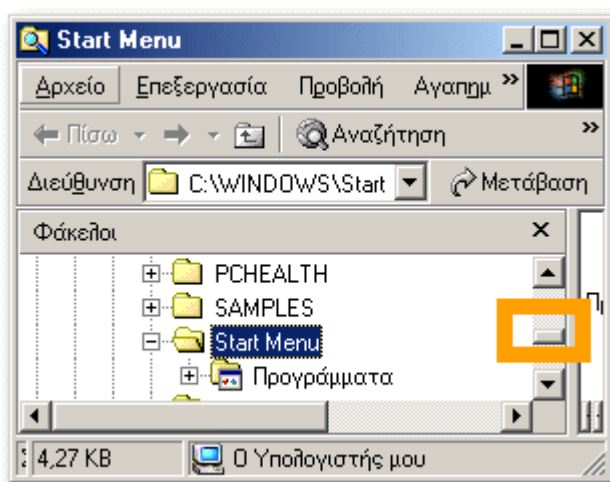 Start Menu
Αρχείο Επεξεργασία Προβολή Αγαπημ »
Πίσω Αναζήτηση »
Διεύθυνση C:\WINDOWS\Start Μετάβαση
Φάκελοι
PCHEALTH
SAMPLES
Start Menu
Προγράμματα
4,27 KB Ο Υπολογιστής μου